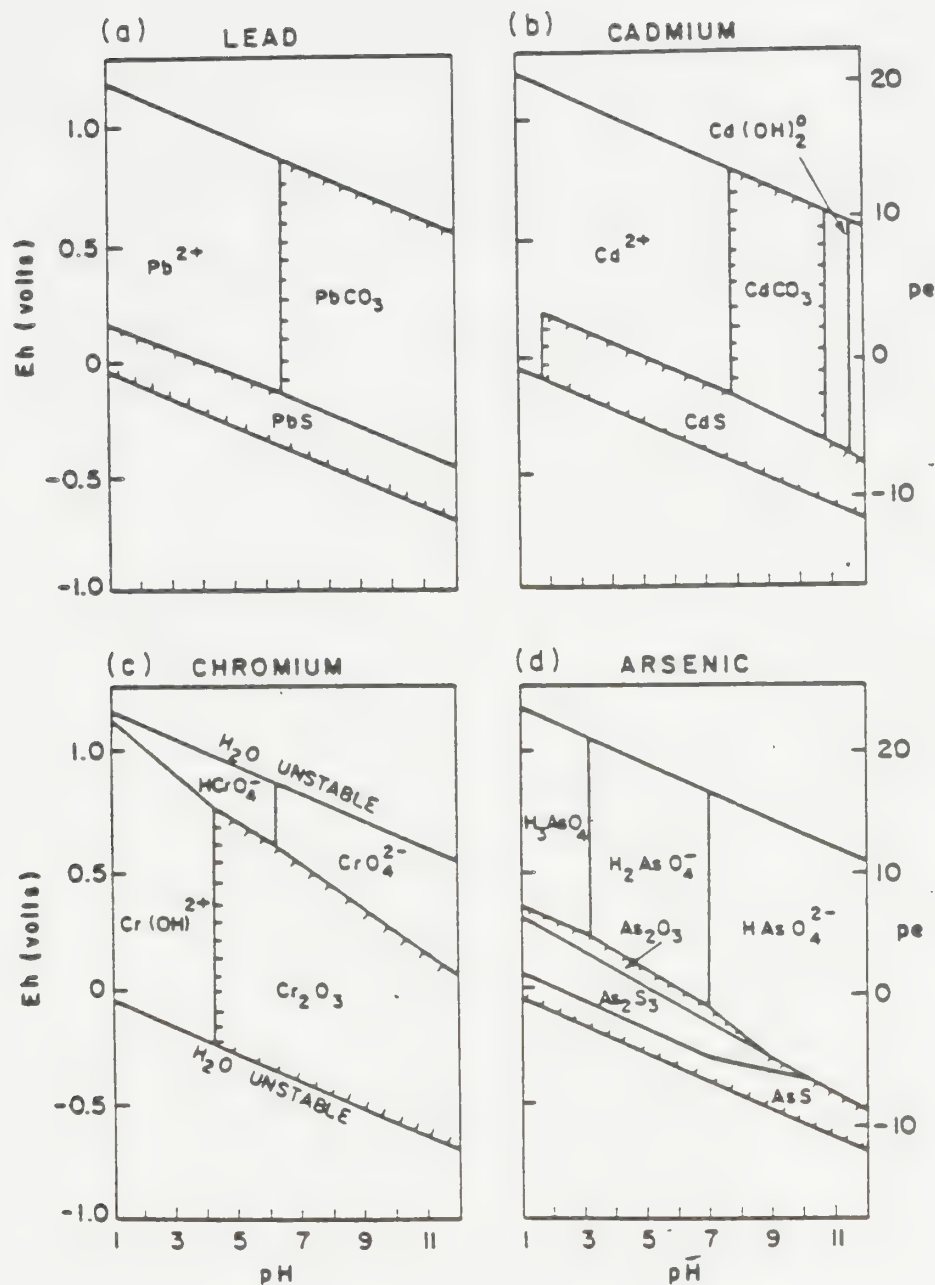 (a) LEAD
Eh (volts)
1.0
0.5
0
-0.5
-1.0
Pb²⁺
PbCO₃
PbS
(b) CADMIUM
Cd(OH)₂⁰
Cd²⁺
CdCO₃
CdS
20
10
0
-10
pe
(c) CHROMIUM
Eh (volts)
1.0
0.5
0
-0.5
-1.0
H₂O UNSTABLE
HCrO₄⁻
CrO₄²⁻
Cr(OH)²⁺
Cr₂O₃
H₂O UNSTABLE
1 3 5 7 9 11
pH
(d) ARSENIC
H₃AsO₄
H₂AsO₄⁻
HAsO₄²⁻
As₂O₃
As₂S₃
AsS
20
10
0
-10
pe
1 3 5 7 9 11
pH